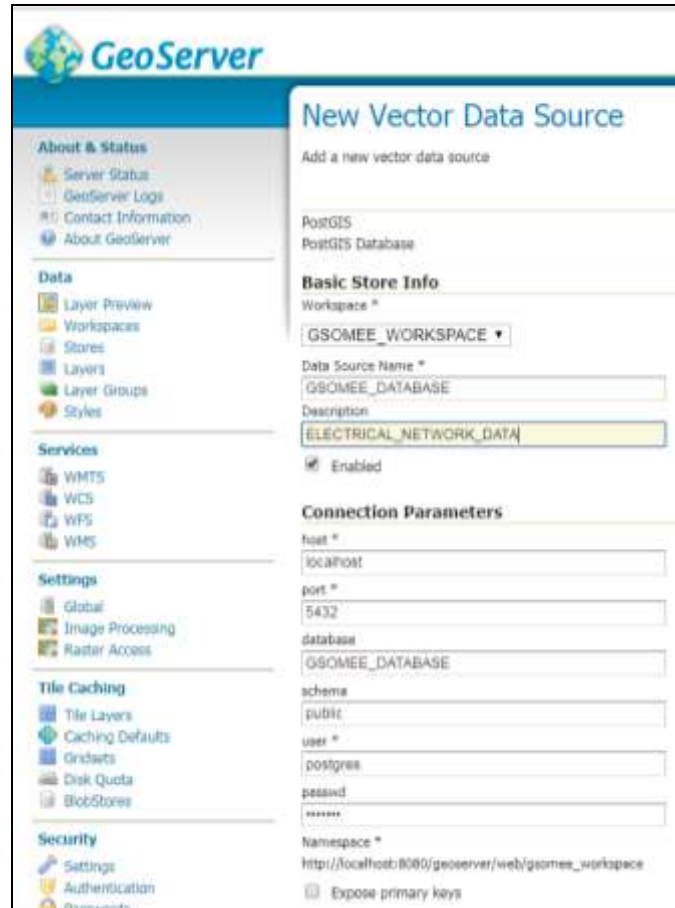 GeoServer
About & Status
Server Status
GeoServer Logs
Contact Information
About GeoServer
Data
Layer Preview
Workspaces
Stores
Layers
Layer Groups
Styles
Services
WMTS
WCS
WFS
WMS
Settings
Global
Image Processing
Raster Access
Tile Caching
Tile Layers
Caching Defaults
Gridsets
Disk Quota
BlobStores
Security
Settings
Authentication
Passwords
New Vector Data Source
Add a new vector data source
PostGIS
PostGIS Database
Basic Store Info
Workspace *
GSOMEE_WORKSPACE
Data Source Name *
GSOMEE_DATABASE
Description
ELECTRICAL_NETWORK_DATA
Enabled
Connection Parameters
host *
localhost
port *
5432
database
GSOMEE_DATABASE
schema
public
user *
postgres
passwd
•••••••
Namespace *
http://localhost:8080/geoserver/web/gsomee_workspace
Expose primary keys